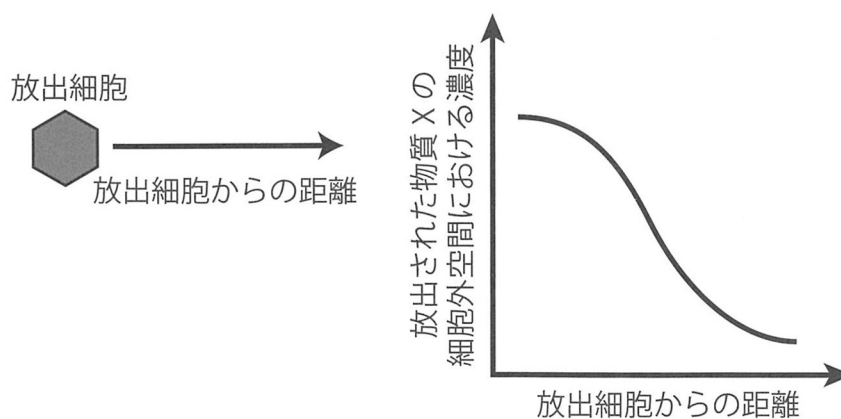 放出細胞
放出細胞からの距離
放出された物質 X の
細胞外空間における濃度
放出細胞からの距離